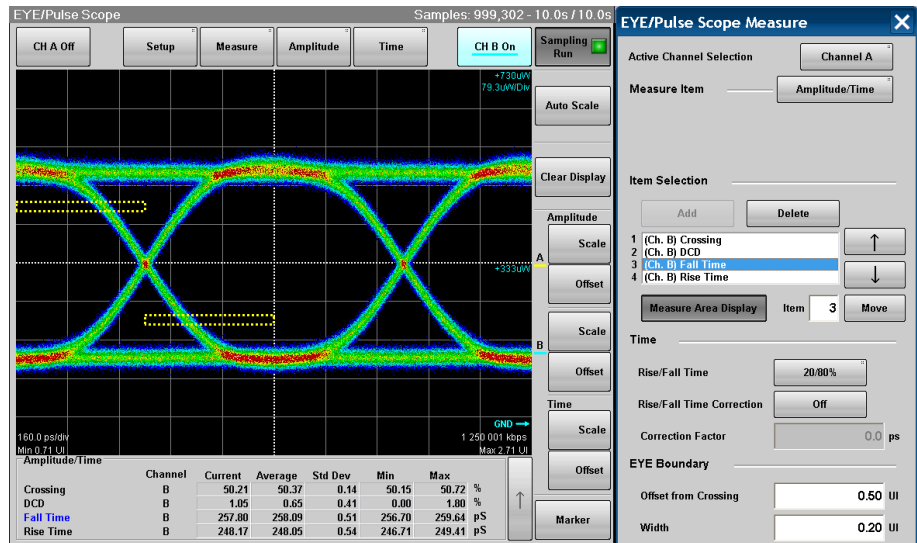 EYE/Pulse Scope
Samples: 999,302 - 10.0s / 10.0s
CH A Off
Setup
Measure
Amplitude
Time
CH B On
Sampling
Run
+730uW
79.3uW/Div
+333uW
GND →
160.0 ps/div
1 250 001 kbps
Min 0.71 UI
Max 2.71 UI
Auto Scale
Clear Display
Amplitude
Scale
A
Offset
Scale
B
Offset
Time
Scale
Offset
Marker
Amplitude/Time
Channel Current Average Std Dev Min Max
Crossing B 50.21 50.37 0.14 50.15 50.72 %
DCD B 1.05 0.65 0.41 0.00 1.80 %
Fall Time B 257.80 258.09 0.51 256.70 259.64 pS
Rise Time B 248.17 248.05 0.54 246.71 249.41 pS
↑
EYE/Pulse Scope Measure X
Active Channel Selection Channel A
Measure Item Amplitude/Time
Item Selection
Add Delete
1 (Ch. B) Crossing
2 (Ch. B) DCD
3 (Ch. B) Fall Time
4 (Ch. B) Rise Time
↑
↓
Measure Area Display Item 3 Move
Time
Rise/Fall Time 20/80%
Rise/Fall Time Correction Off
Correction Factor 0.0 ps
EYE Boundary
Offset from Crossing 0.50 UI
Width 0.20 UI